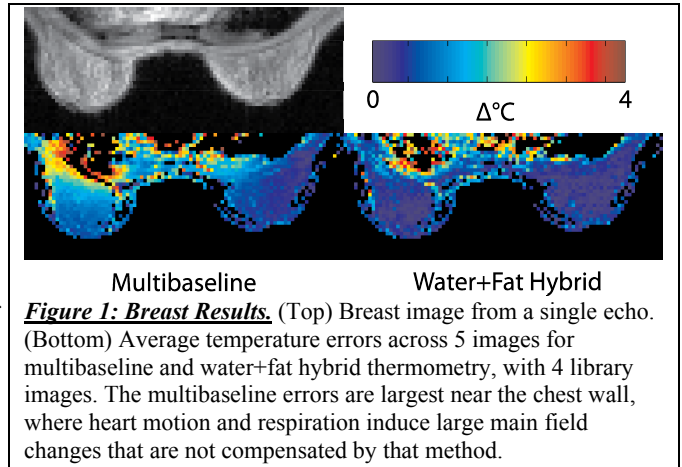 0
4
Δ°C
Multibaseline
Water+Fat Hybrid
Figure 1: Breast Results. (Top) Breast image from a single echo.
(Bottom) Average temperature errors across 5 images for
multibaseline and water+fat hybrid thermometry, with 4 library
images. The multibaseline errors are largest near the chest wall,
where heart motion and respiration induce large main field
changes that are not compensated by that method.